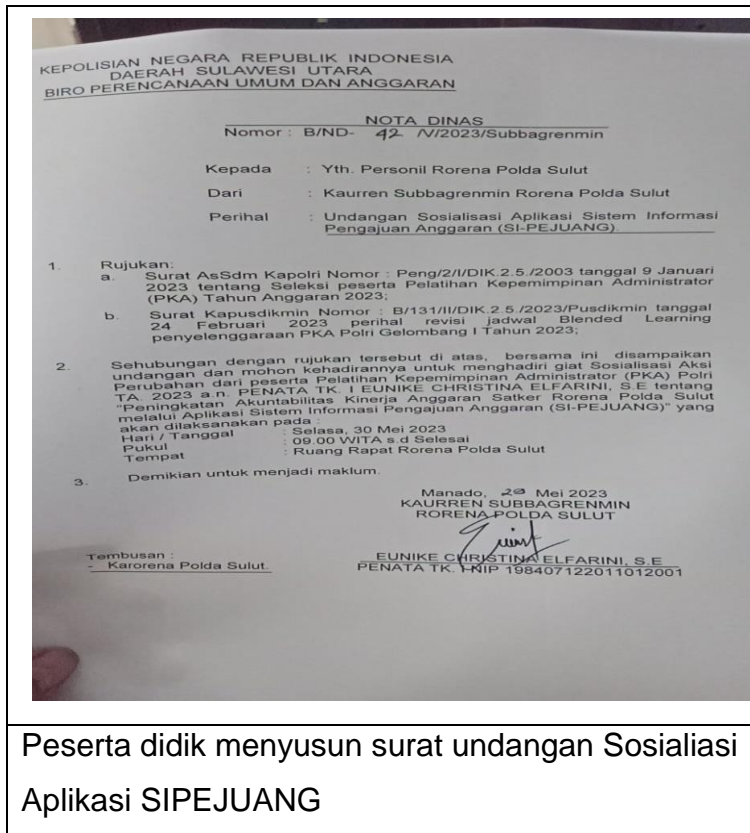 KEPOLISIAN NEGARA REPUBLIK INDONESIA
DAERAH SULAWESI UTARA
BIRO PERENCANAAN UMUM DAN ANGGARAN
NOTA DINAS
Nomor : B/ND- 42 /V/2023/Subbagrenmin
Kepada : Yth. Personil Rorena Polda Sulut
Dari : Kaurren Subbagrenmin Rorena Polda Sulut
Perihal : Undangan Sosialisasi Aplikasi Sistem Informasi
Pengajuan Anggaran (SI-PEJUANG).
1. Rujukan:
a. Surat AsSdm Kapolri Nomor : Peng/2/I/DIK.2.5./2003 tanggal 9 Januari
2023 tentang Seleksi peserta Pelatihan Kepemimpinan Administrator
(PKA) Tahun Anggaran 2023;
b. Surat Kapusdikmin Nomor : B/131/II/DIK.2.5./2023/Pusdikmin tanggal
24 Februari 2023 perihal revisi jadwal Blended Learning
penyelenggaraan PKA Polri Gelombang I Tahun 2023;
2. Sehubungan dengan rujukan tersebut di atas, bersama ini disampaikan
undangan dan mohon kehadirannya untuk menghadiri giat Sosialisasi Aksi
Perubahan dari peserta Pelatihan Kepemimpinan Administrator (PKA) Polri
TA. 2023 a.n. PENATA TK. I EUNIKE CHRISTINA ELFARINI, S.E tentang
"Peningkatan Akuntabilitas Kinerja Anggaran Satker Rorena Polda Sulut
melalui Aplikasi Sistem Informasi Pengajuan Anggaran (SI-PEJUANG)" yang
akan dilaksanakan pada :
Hari / Tanggal : Selasa, 30 Mei 2023
Pukul : 09.00 WITA s.d Selesai
Tempat : Ruang Rapat Rorena Polda Sulut
3. Demikian untuk menjadi maklum.
Manado, 29 Mei 2023
KAURREN SUBBAGRENMIN
RORENA POLDA SULUT
Tembusan :
- Karorena Polda Sulut.
EUNIKE CHRISTINA ELFARINI, S.E
PENATA TK. I NIP 198407122011012001
Peserta didik menyusun surat undangan Sosialiasi
Aplikasi SIPEJUANG